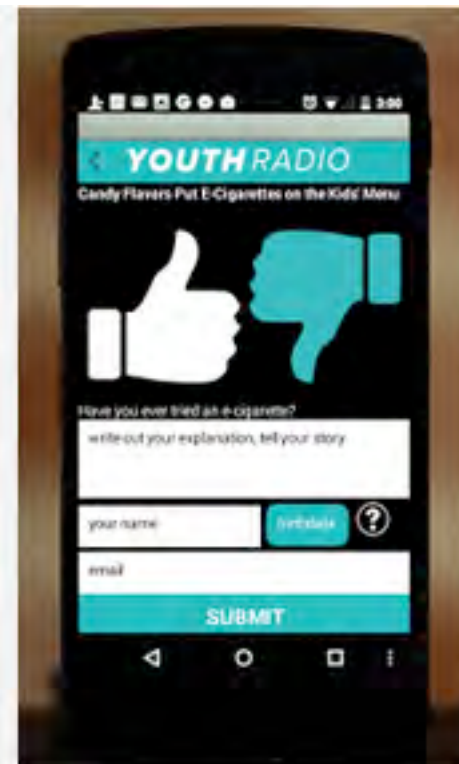 3:00
YOUTH RADIO
Candy Flavors Put E-Cigarettes on the Kids' Menu
Have you ever tried an e-cigarette?
write out your explanation, tell your story
your name
birthdate
?
email
SUBMIT